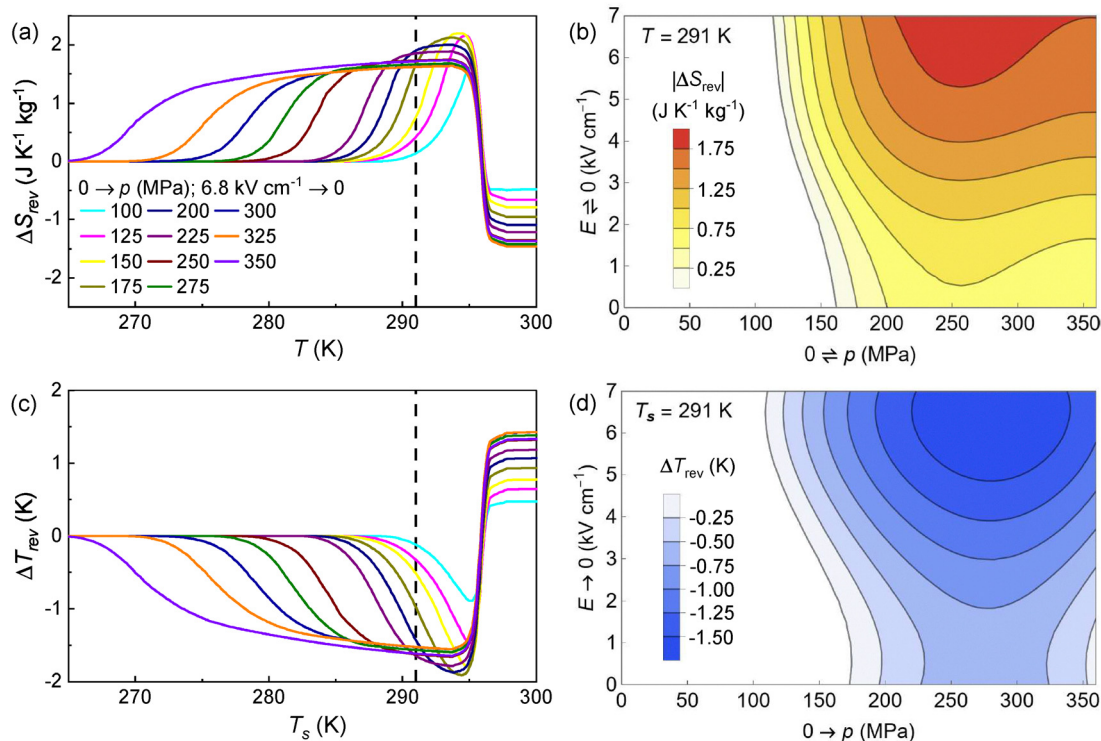 (a)
2
1
0
-1
-2
ΔS_rev (J K⁻¹ kg⁻¹)
0 → p (MPa); 6.8 kV cm⁻¹ → 0
100 200 300
125 225 325
150 250 350
175 275
270 280 290 300
T (K)
(b)
T = 291 K
|ΔS_rev|
(J K⁻¹ kg⁻¹)
1.75
1.25
0.75
0.25
7
6
5
4
3
2
1
0
E ⇌ 0 (kV cm⁻¹)
0 50 100 150 200 250 300 350
0 ⇌ p (MPa)
(c)
2
1
0
-1
-2
ΔT_rev (K)
270 280 290 300
T_s (K)
(d)
T_s = 291 K
ΔT_rev (K)
-0.25
-0.50
-0.75
-1.00
-1.25
-1.50
7
6
5
4
3
2
1
0
E → 0 (kV cm⁻¹)
0 50 100 150 200 250 300 350
0 → p (MPa)